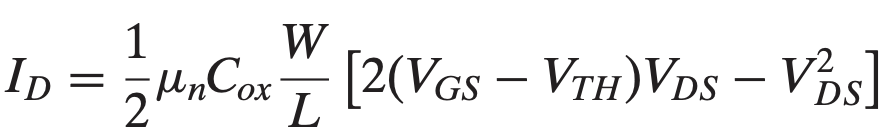 $I_D = \frac{1}{2} \mu_n C_{ox} \frac{W}{L} \left[ 2(V_{GS} - V_{TH})V_{DS} - V_{DS}^2 \right]$